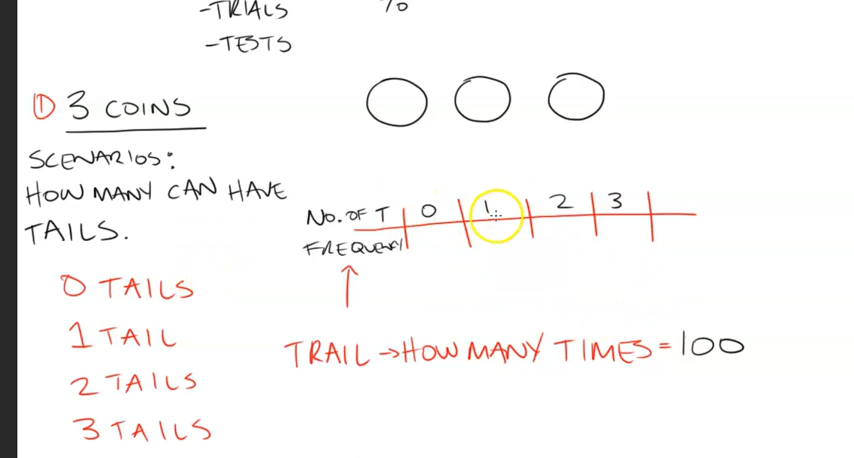 -TRIALS %
-TESTS
① 3 COINS
SCENARIOS:
HOW MANY CAN HAVE
TAILS.
NO. OF T 0 1 2 3
FREQUENCY
0 TAILS
1 TAIL
2 TAILS
3 TAILS
TRAIL → HOW MANY TIMES = 100